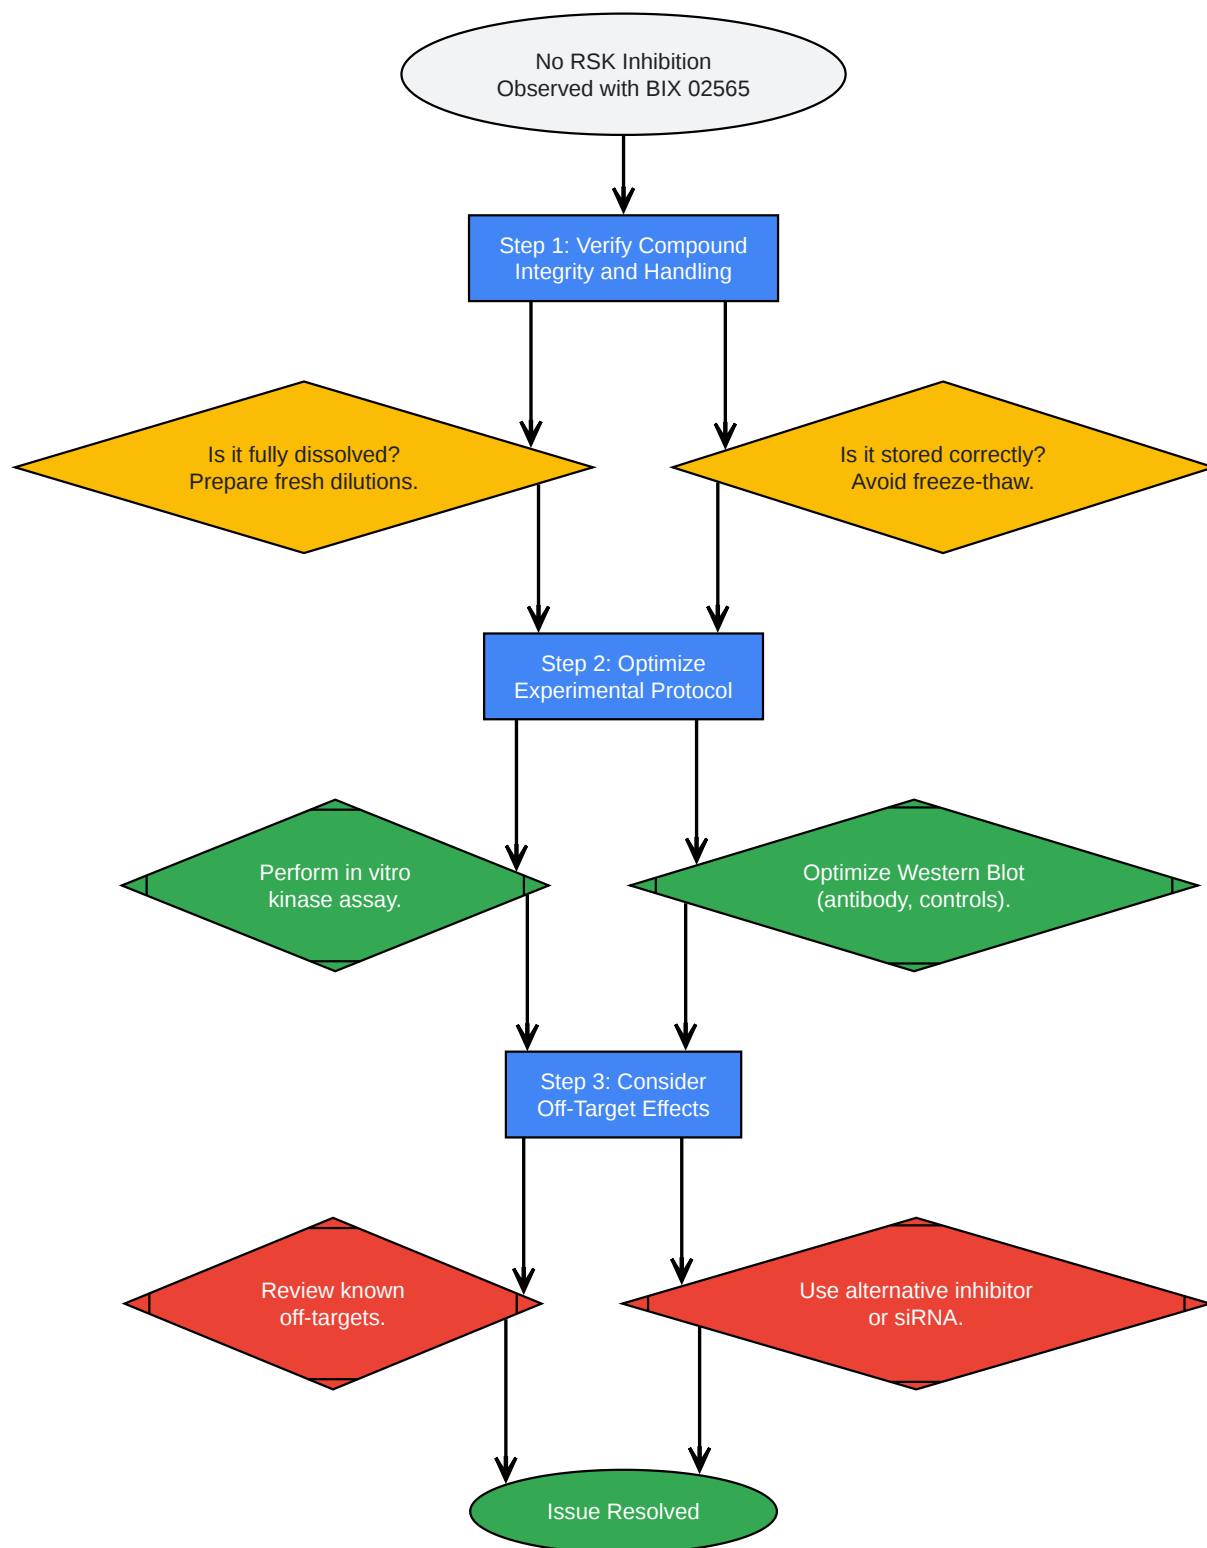 No RSK Inhibition
Observed with BIX 02565
Step 1: Verify Compound
Integrity and Handling
Is it fully dissolved?
Prepare fresh dilutions.
Is it stored correctly?
Avoid freeze-thaw.
Step 2: Optimize
Experimental Protocol
Perform in vitro
kinase assay.
Optimize Western Blot
(antibody, controls).
Step 3: Consider
Off-Target Effects
Review known
off-targets.
Use alternative inhibitor
or siRNA.
Issue Resolved